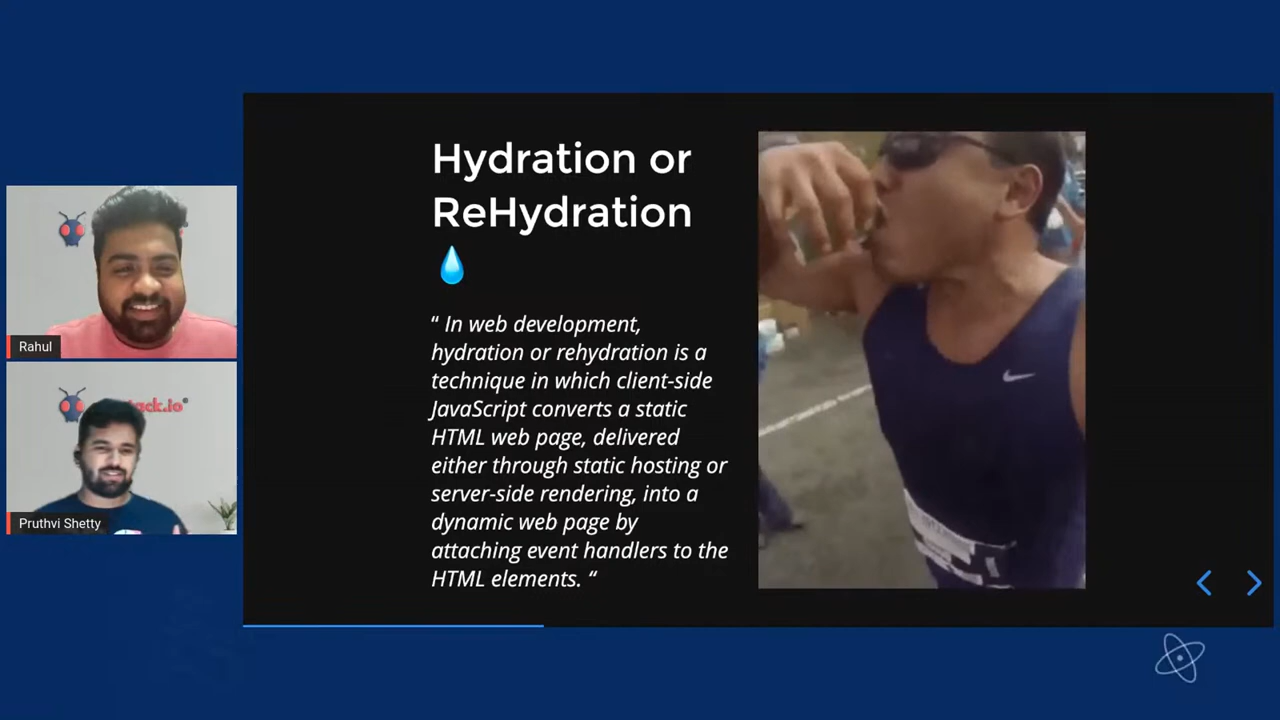 Hydration or
ReHydration
“ In web development,
hydration or rehydration is a
technique in which client-side
JavaScript converts a static
HTML web page, delivered
either through static hosting or
server-side rendering, into a
dynamic web page by
attaching event handlers to the
HTML elements. “
Rahul
ack.io
Pruthvi Shetty